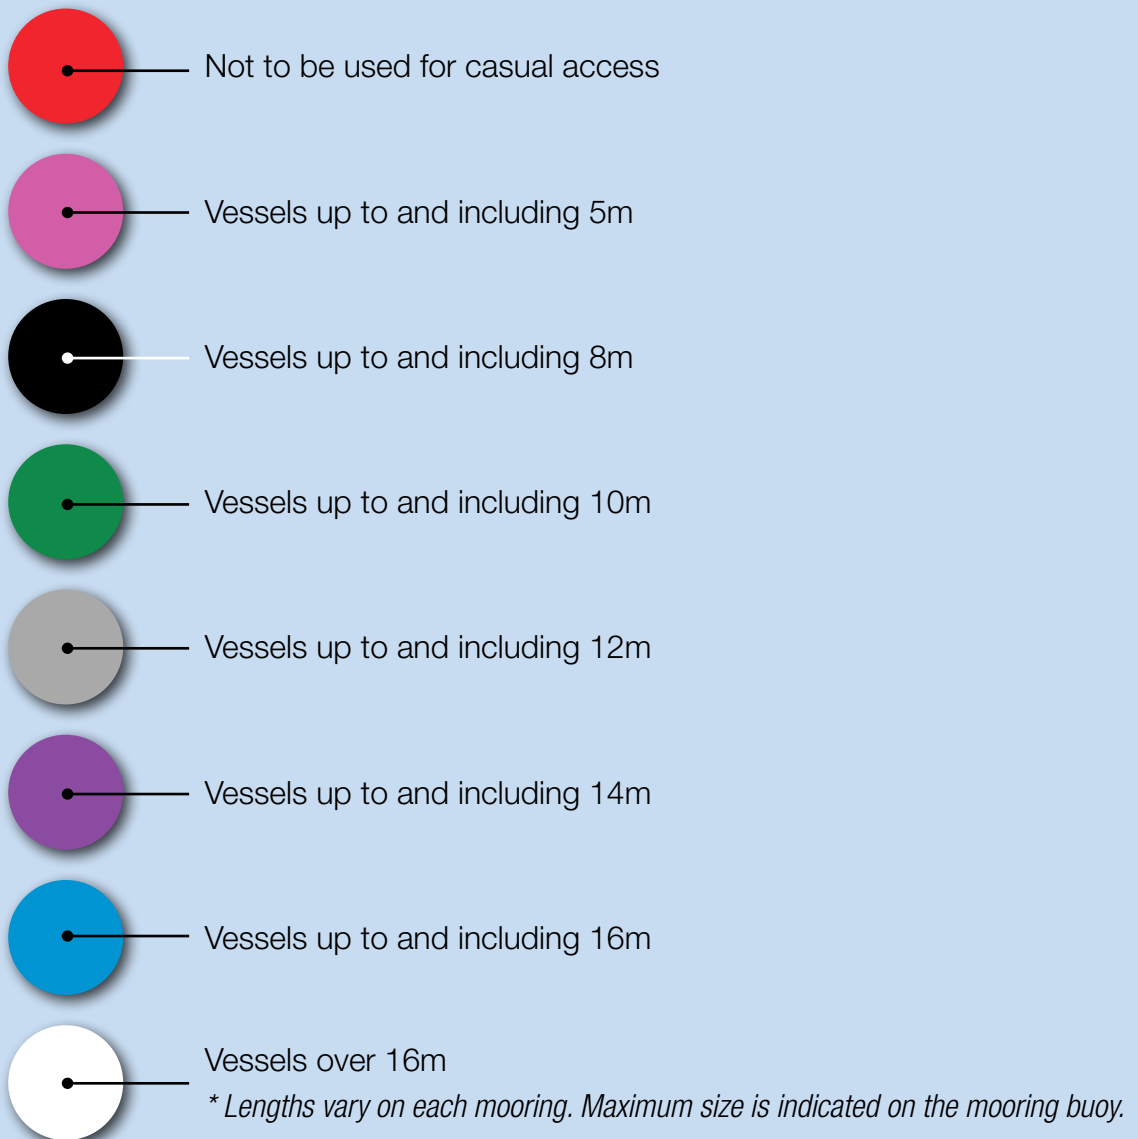 Not to be used for casual access
Vessels up to and including 5m
Vessels up to and including 8m
Vessels up to and including 10m
Vessels up to and including 12m
Vessels up to and including 14m
Vessels up to and including 16m
Vessels over 16m
* Lengths vary on each mooring. Maximum size is indicated on the mooring buoy.